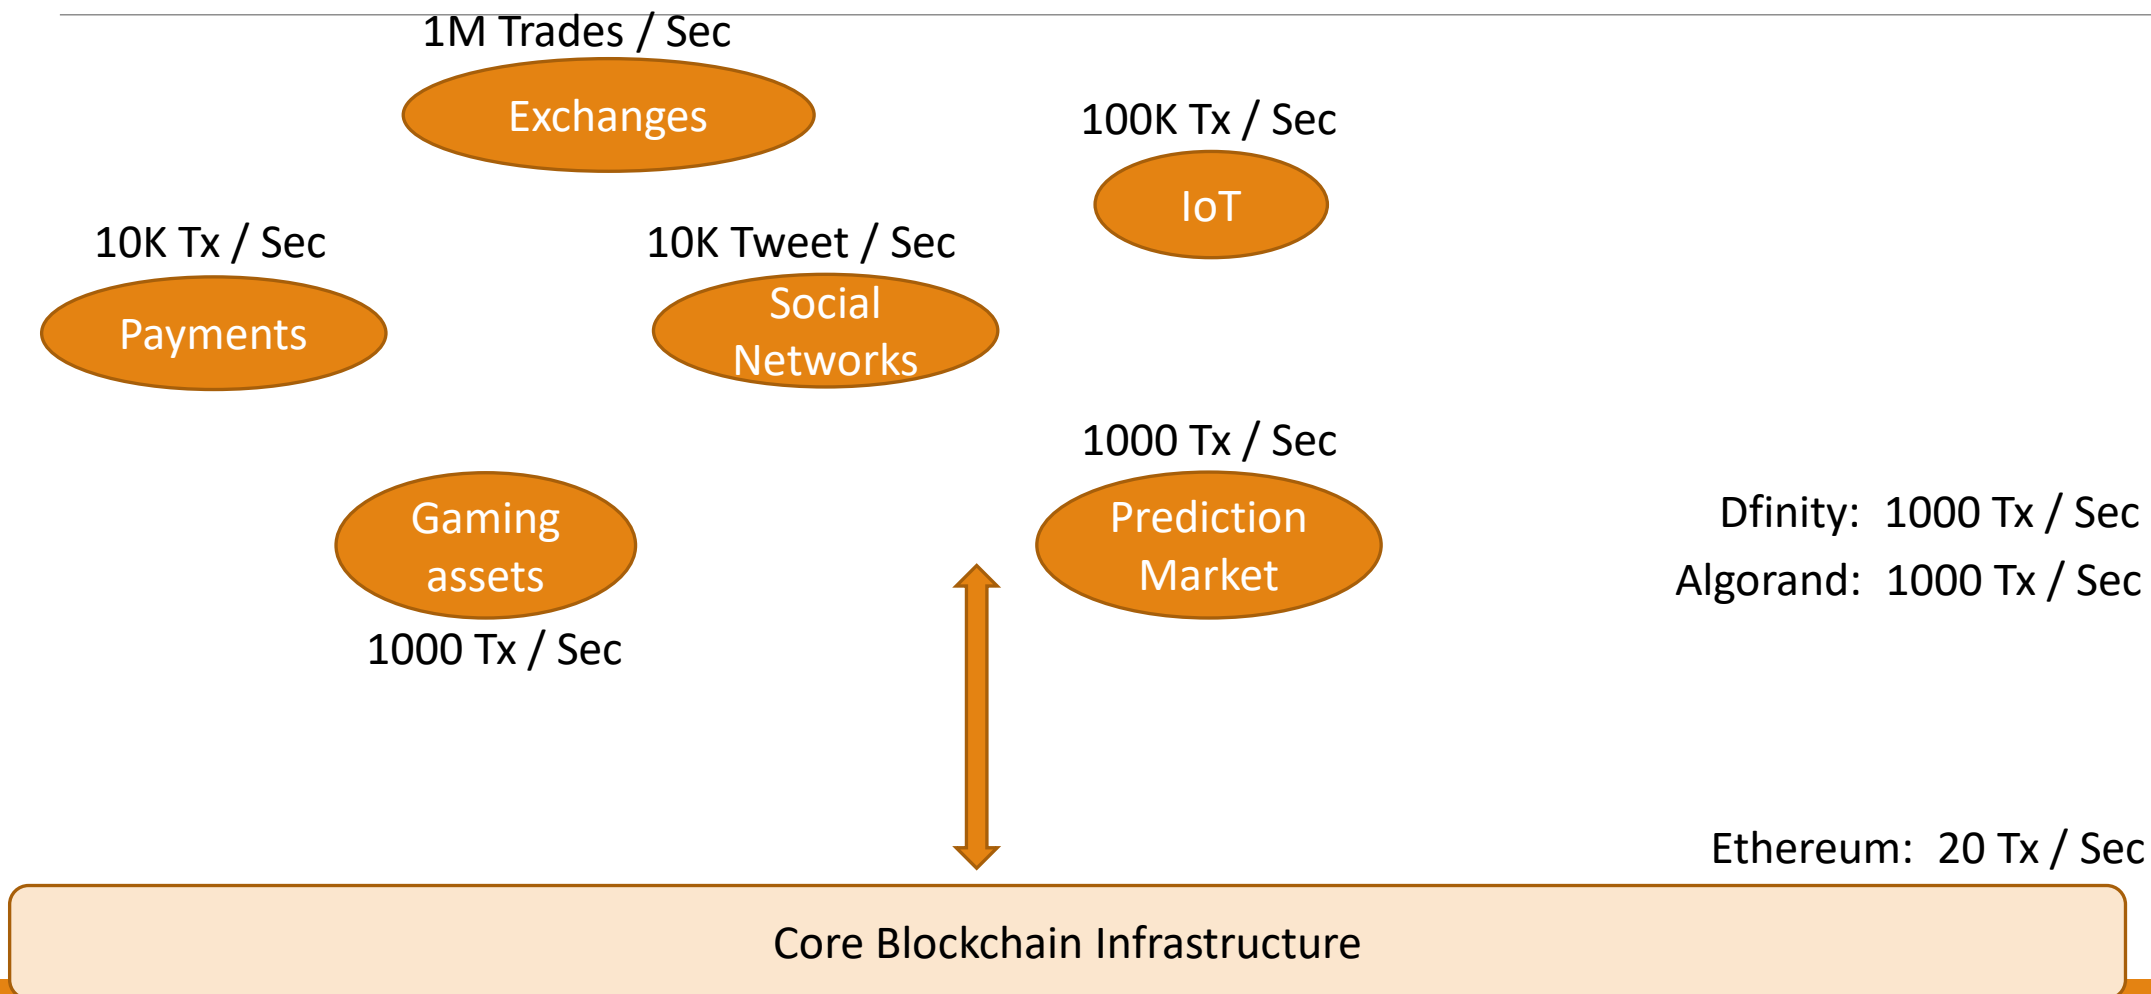 1M Trades / Sec
Exchanges
100K Tx / Sec
IoT
10K Tx / Sec
Payments
10K Tweet / Sec
Social
Networks
1000 Tx / Sec
Prediction
Market
Gaming
assets
1000 Tx / Sec
Dfinity: 1000 Tx / Sec
Algorand: 1000 Tx / Sec
Ethereum: 20 Tx / Sec
Core Blockchain Infrastructure